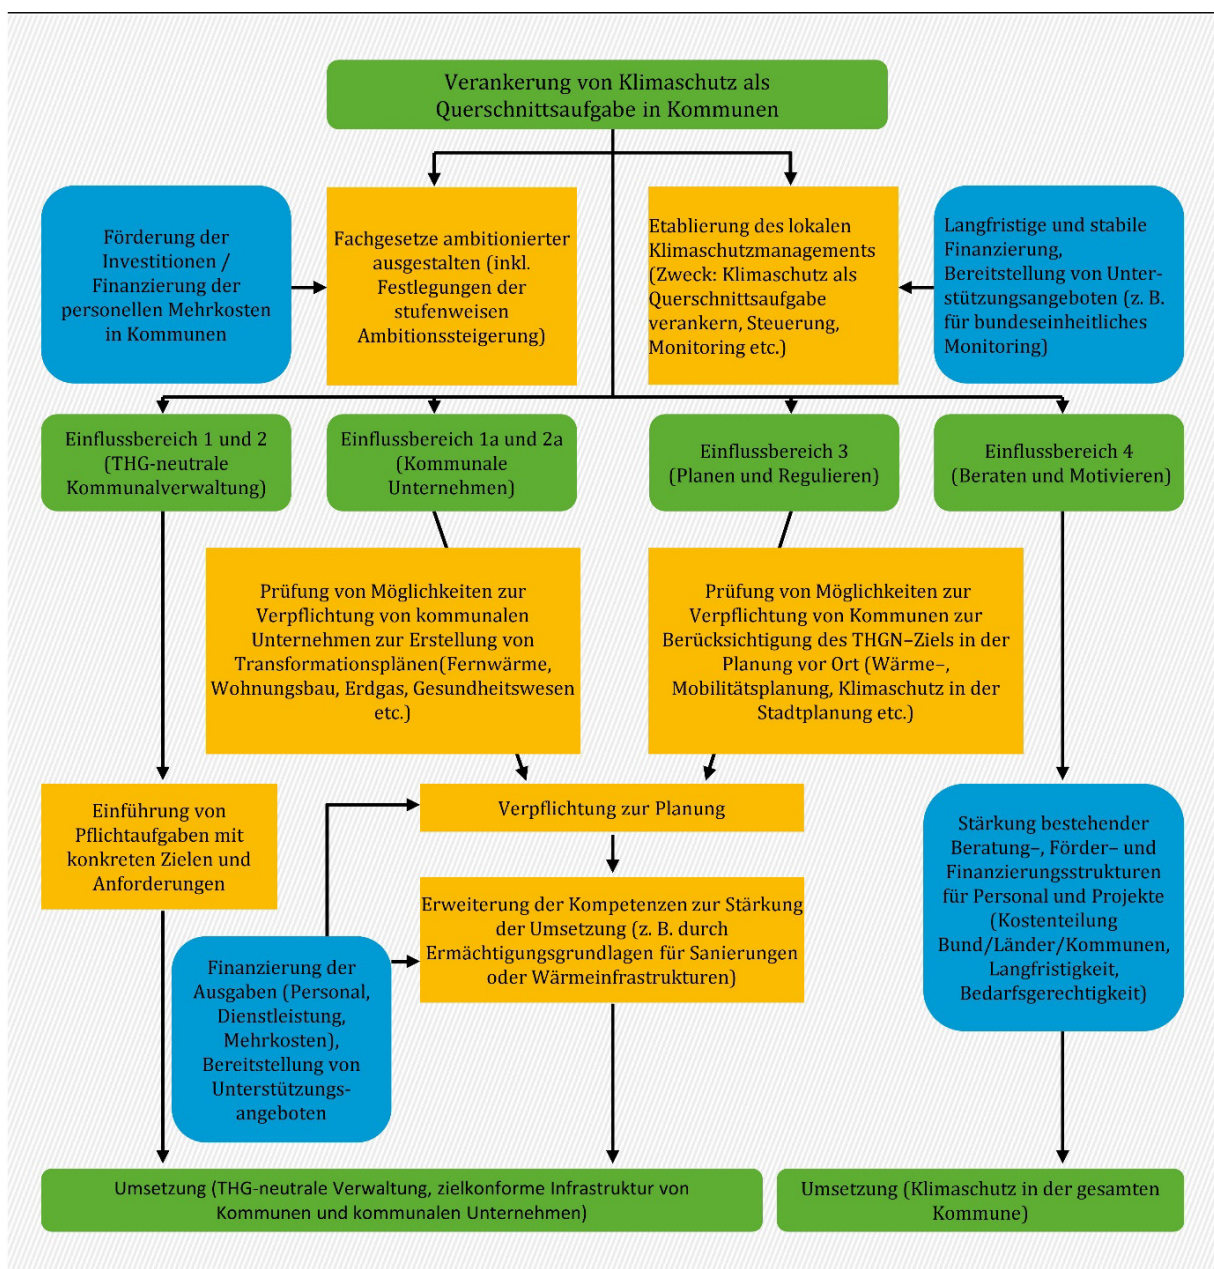 Verankerung von Klimaschutz als
Querschnittsaufgabe in Kommunen
Förderung der
Investitionen /
Finanzierung der
personellen Mehrkosten
in Kommunen
Fachgesetze ambitionierter
ausgestalten (inkl.
Festlegungen der
stufenweisen
Ambitionssteigerung)
Etablierung des lokalen
Klimaschutzmanagements
(Zweck: Klimaschutz als
Querschnittsaufgabe
verankern, Steuerung,
Monitoring etc.)
Langfristige und stabile
Finanzierung,
Bereitstellung von Unter-
stützungsangeboten (z. B.
für bundeseinheitliches
Monitoring)
Einflussbereich 1 und 2
(THG-neutrale
Kommunalverwaltung)
Einflussbereich 1a und 2a
(Kommunale
Unternehmen)
Einflussbereich 3
(Planen und Regulieren)
Einflussbereich 4
(Beraten und Motivieren)
Prüfung von Möglichkeiten zur
Verpflichtung von kommunalen
Unternehmen zur Erstellung von
Transformationsplänen(Fernwärme,
Wohnungsbau, Erdgas, Gesundheitswesen
etc.)
Prüfung von Möglichkeiten zur
Verpflichtung von Kommunen zur
Berücksichtigung des THGN–Ziels in der
Planung vor Ort (Wärme–,
Mobilitätsplanung, Klimaschutz in der
Stadtplanung etc.)
Einführung von
Pflichtaufgaben mit
konkreten Zielen und
Anforderungen
Verpflichtung zur Planung
Stärkung bestehender
Beratung–, Förder– und
Finanzierungsstrukturen
für Personal und Projekte
(Kostenteilung
Bund/Länder/Kommunen,
Langfristigkeit,
Bedarfsgerechtigkeit)
Erweiterung der Kompetenzen zur Stärkung
der Umsetzung (z. B. durch
Ermächtigungsgrundlagen für Sanierungen
oder Wärmeinfrastrukturen)
Finanzierung der
Ausgaben (Personal,
Dienstleistung,
Mehrkosten),
Bereitstellung von
Unterstützungs-
angeboten
Umsetzung (THG-neutrale Verwaltung, zielkonforme Infrastruktur von
Kommunen und kommunalen Unternehmen)
Umsetzung (Klimaschutz in der gesamten
Kommune)